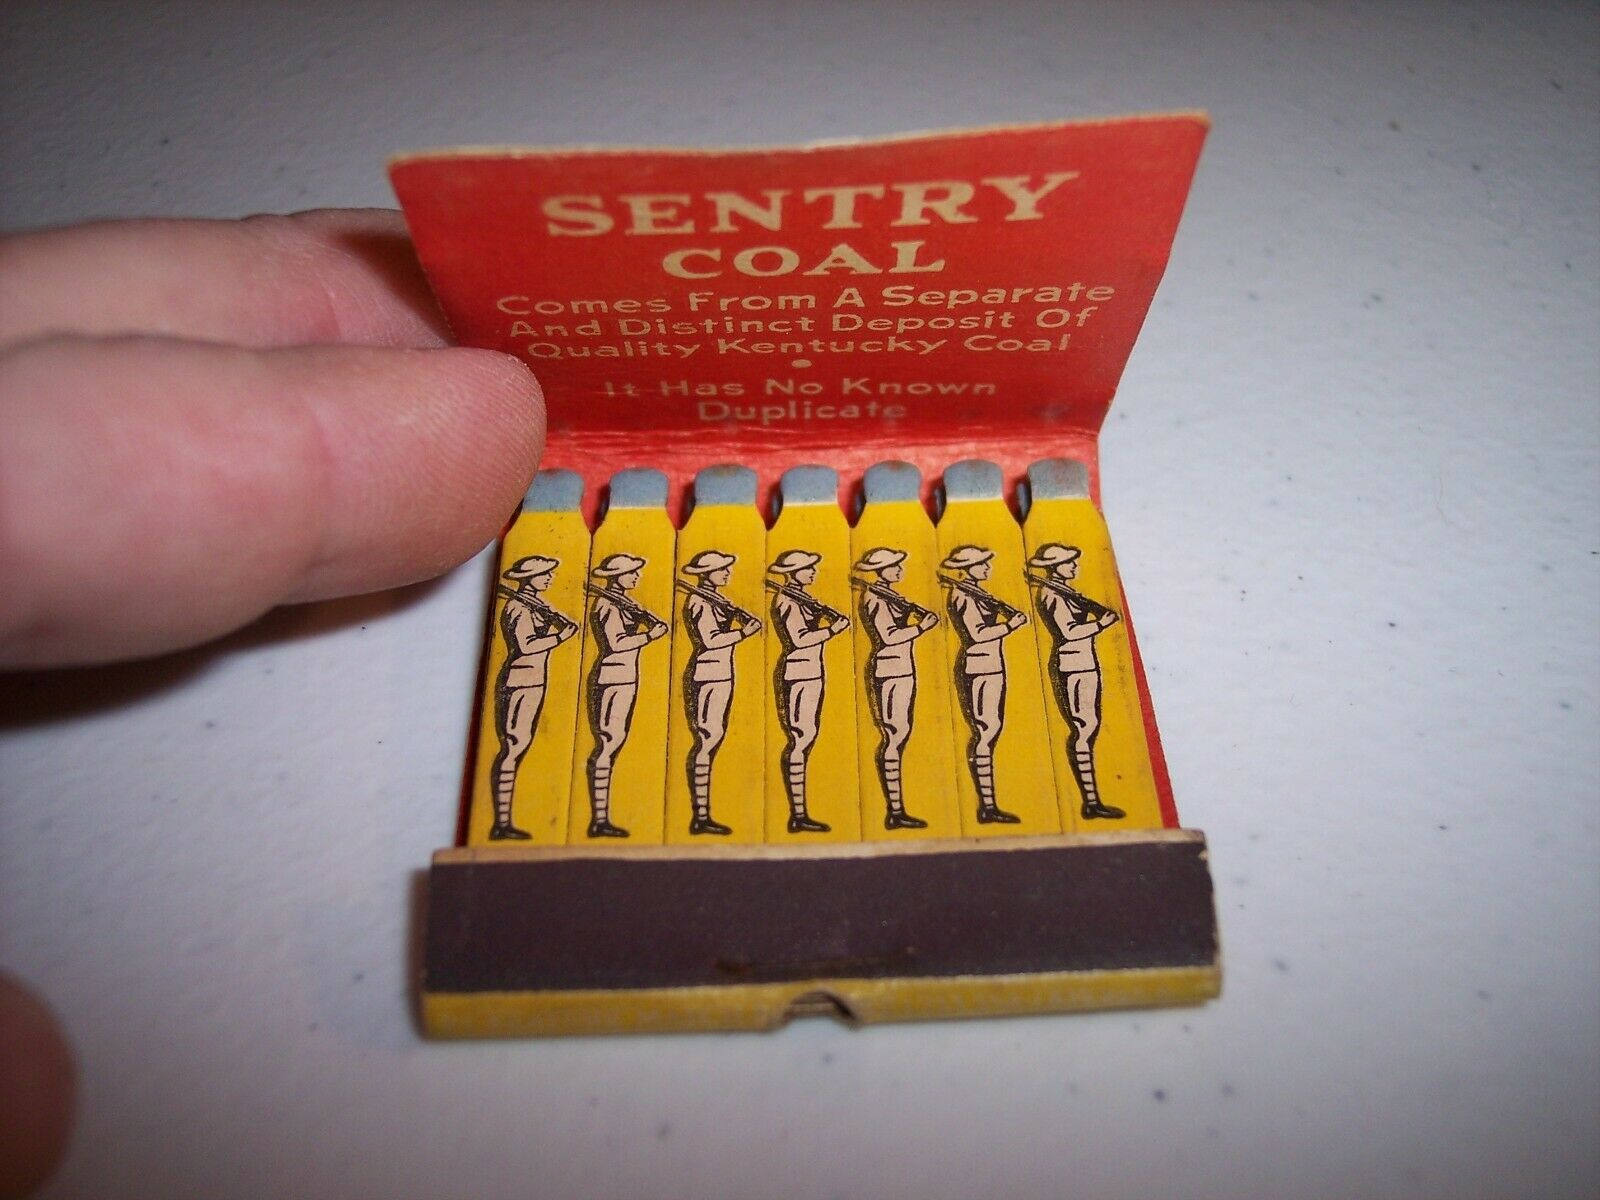 SENTRY
COAL
Comes From A Separate
And Distinct Deposit Of
Quality Kentucky Coal
•
It Has No Known
Duplicate